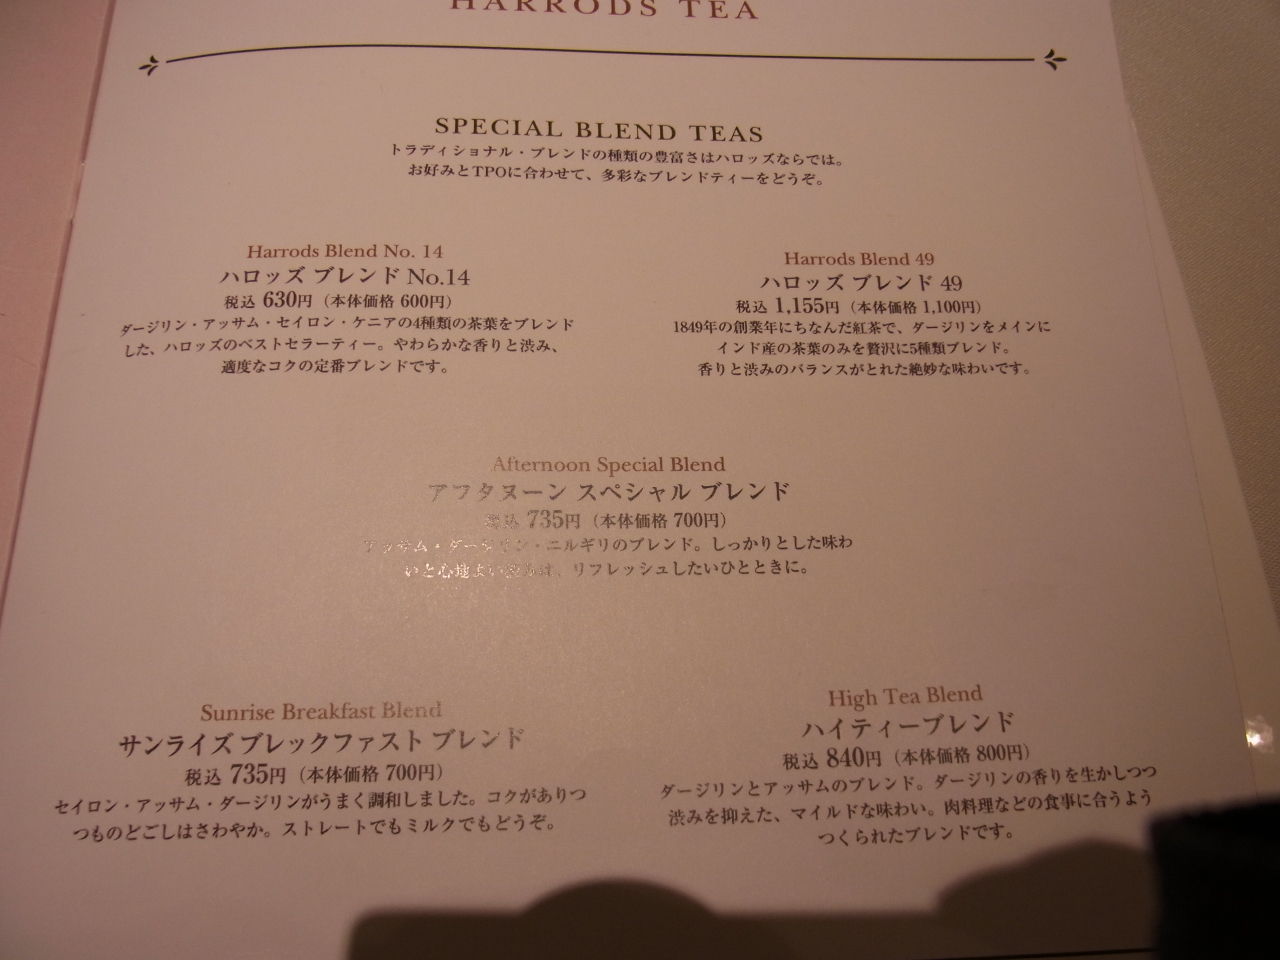 HARRODS TEA
SPECIAL BLEND TEAS
トラディショナル・ブレンドの種類の豊富さはハロッズならでは。
お好みとTPOに合わせて、多彩なブレンドティーをどうぞ。
Harrods Blend No. 14
ハロッズ ブレンド No.14
税込 630円（本体価格 600円）
ダージリン・アッサム・セイロン・ケニアの4種類の茶葉をブレンド
した、ハロッズのベストセラーティー。やわらかな香りと渋み、
適度なコクの定番ブレンドです。
Harrods Blend 49
ハロッズ ブレンド 49
税込 1,155円（本体価格 1,100円）
1849年の創業年にちなんだ紅茶で、ダージリンをメインに
インド産の茶葉のみを贅沢に5種類ブレンド。
香りと渋みのバランスがとれた絶妙な味わいです。
Afternoon Special Blend
アフタヌーン スペシャル ブレンド
税込 735円（本体価格 700円）
アッサム・ダージリン・ニルギリのブレンド。しっかりとした味わ
いと心地よい は、リフレッシュしたいひとときに。
Sunrise Breakfast Blend
サンライズ ブレックファスト ブレンド
税込 735円（本体価格 700円）
セイロン・アッサム・ダージリンがうまく調和しました。コクがありつ
つものどごしはさわやか。ストレートでもミルクでもどうぞ。
High Tea Blend
ハイティーブレンド
税込 840円（本体価格 800円）
ダージリンとアッサムのブレンド。ダージリンの香りを生かしつつ
渋みを抑えた、マイルドな味わい。肉料理などの食事に合うよう
つくられたブレンドです。